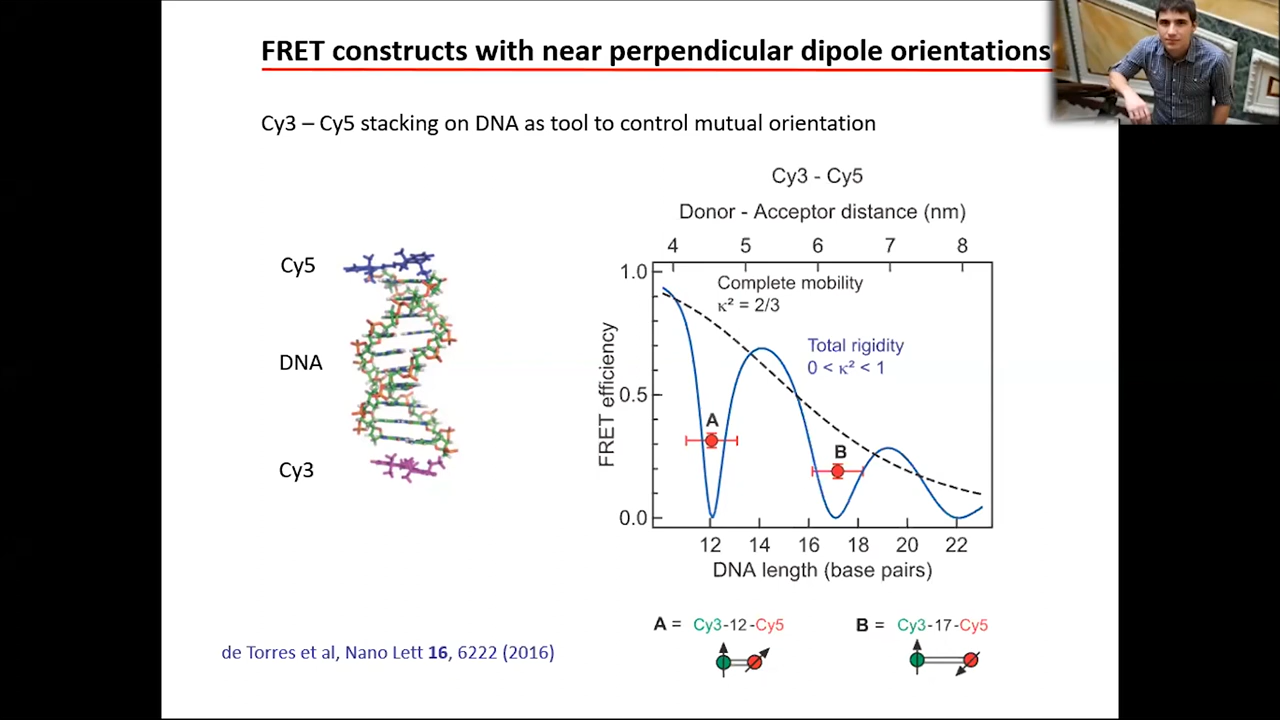 FRET constructs with near perpendicular dipole orientations
Cy3 – Cy5 stacking on DNA as tool to control mutual orientation
Cy5
DNA
Cy3
Cy3 - Cy5
Donor - Acceptor distance (nm)
4 5 6 7 8
1.0
0.5
0.0
FRET efficiency
Complete mobility
κ² = 2/3
Total rigidity
0 < κ² < 1
A
B
12 14 16 18 20 22
DNA length (base pairs)
A = Cy3-12-Cy5
B = Cy3-17-Cy5
de Torres et al, Nano Lett 16, 6222 (2016)